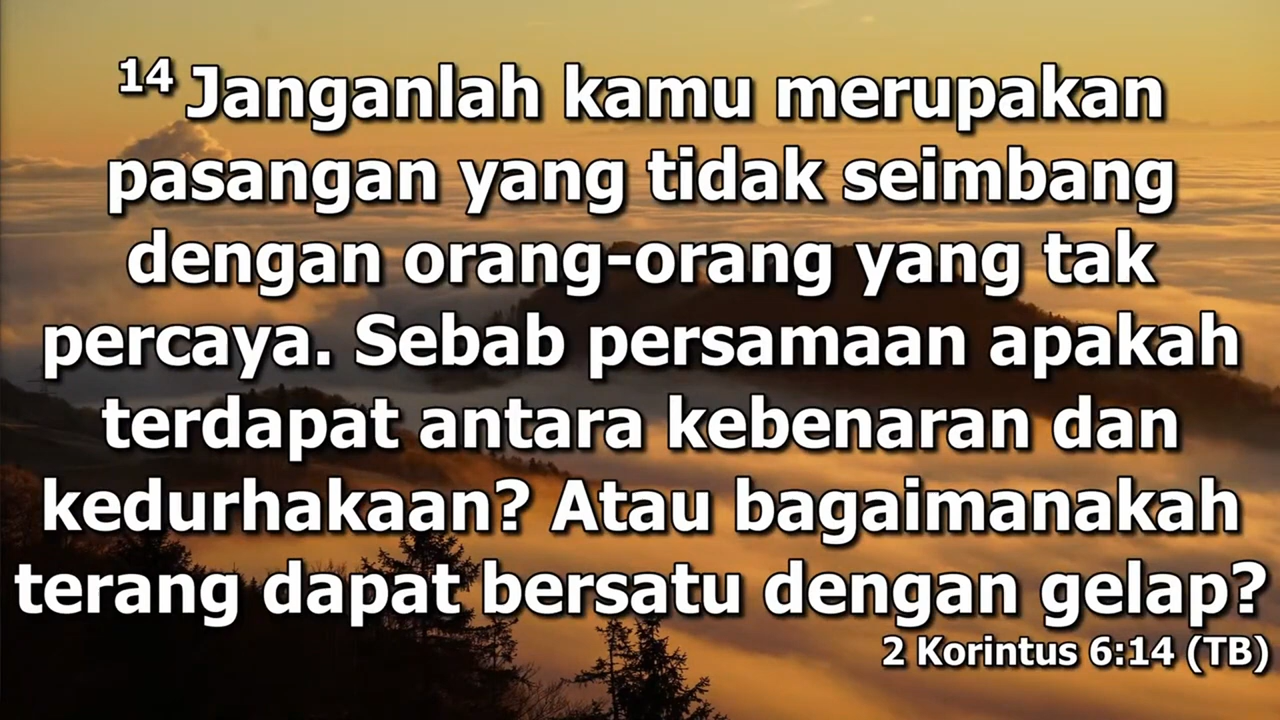 14 Janganlah kamu merupakan
pasangan yang tidak seimbang
dengan orang-orang yang tak
percaya. Sebab persamaan apakah
terdapat antara kebenaran dan
kedurhakaan? Atau bagaimanakah
terang dapat bersatu dengan gelap?
2 Korintus 6:14 (TB)